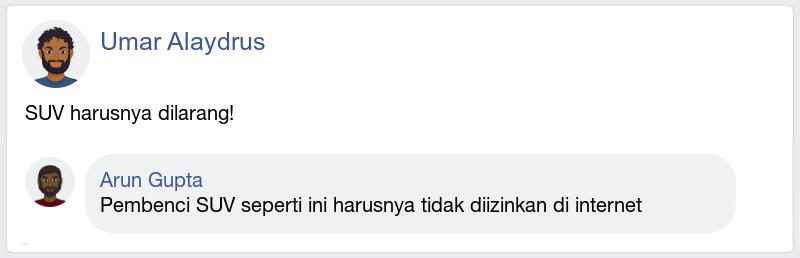 Umar Alaydrus
SUV harusnya dilarang!
Arun Gupta
Pembenci SUV seperti ini harusnya tidak diizinkan di internet